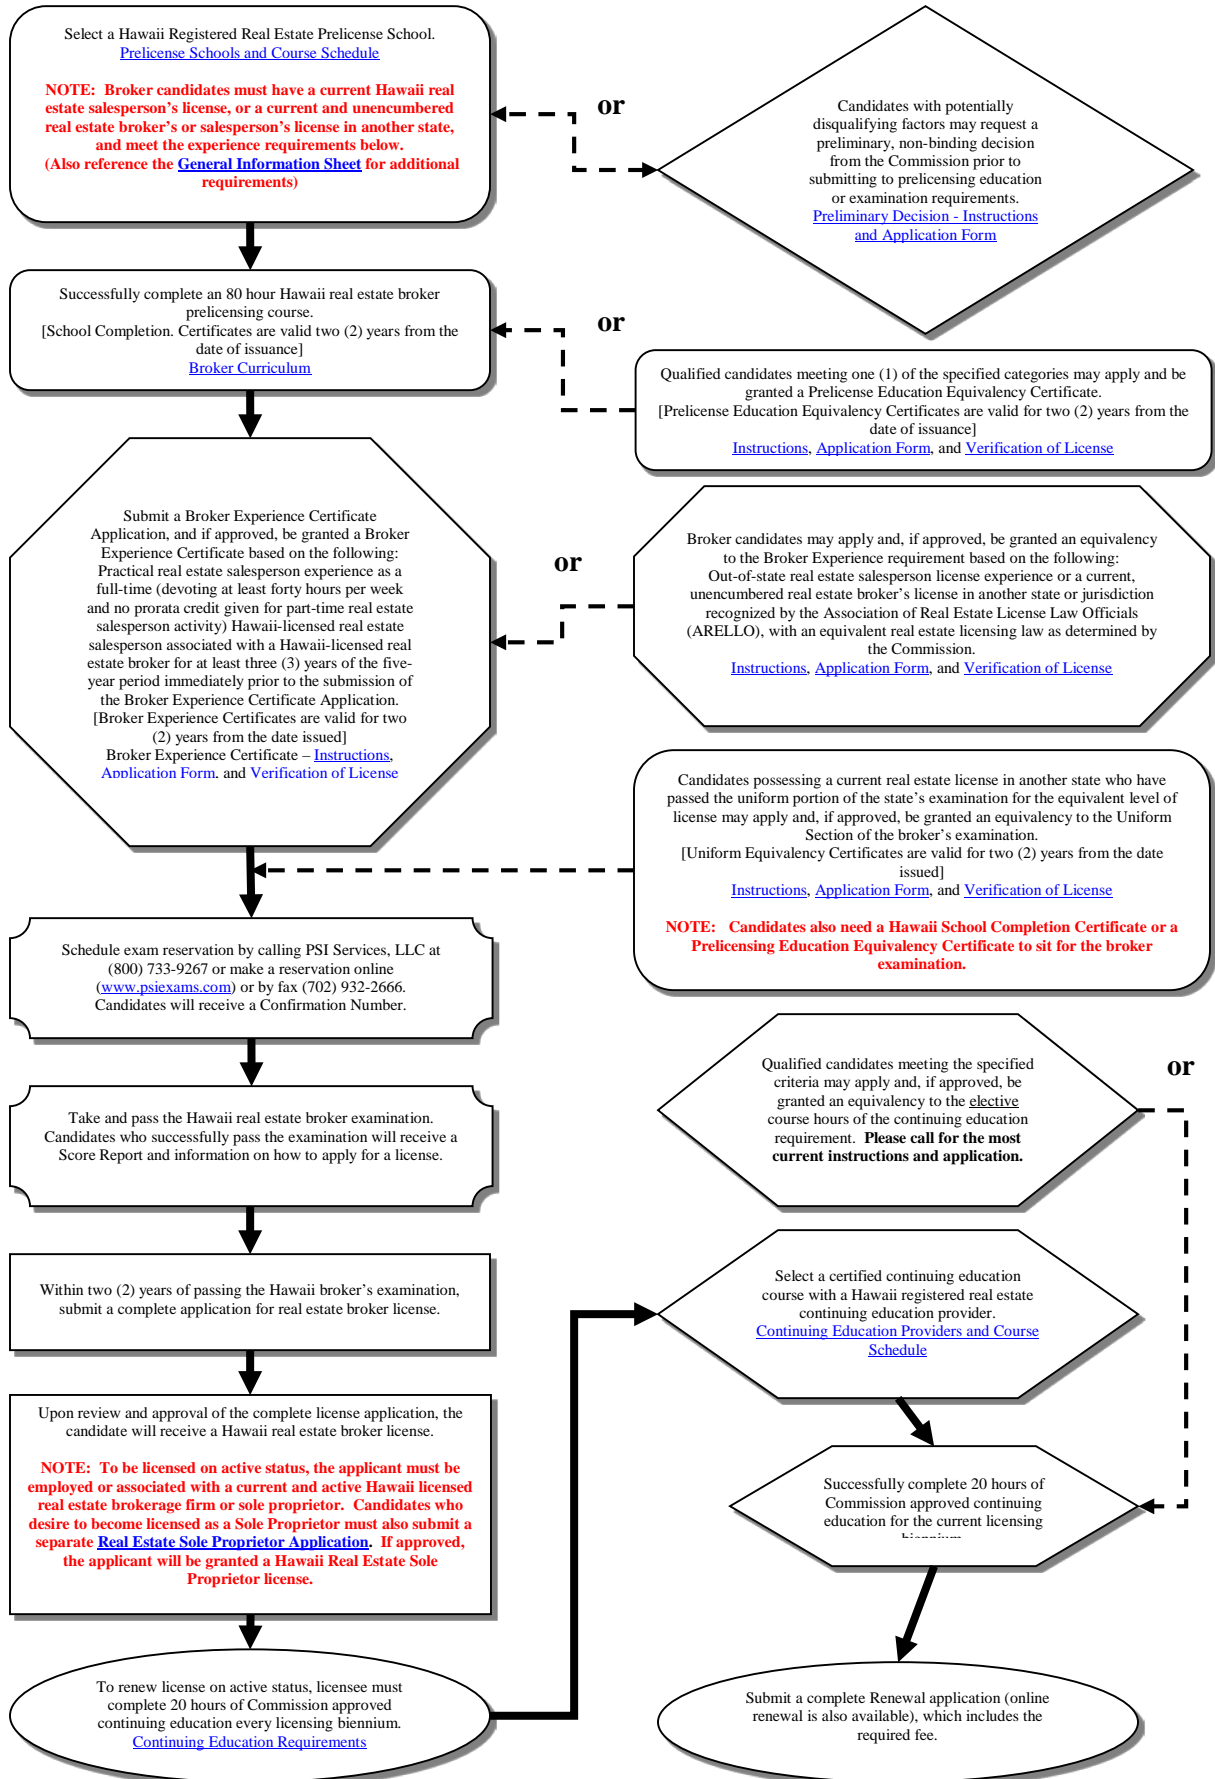 Select a Hawaii Registered Real Estate Prelicense School.
Prelicense Schools and Course Schedule
NOTE: Broker candidates must have a current Hawaii real
estate salesperson's license, or a current and unencumbered
real estate broker's or salesperson's license in another state,
and meet the experience requirements below.
(Also reference the General Information Sheet for additional
requirements)
or
Candidates with potentially
disqualifying factors may request a
preliminary, non-binding decision
from the Commission prior to
submitting to prelicensing education
or examination requirements.
Preliminary Decision - Instructions
and Application Form
Successfully complete an 80 hour Hawaii real estate broker
prelicensing course.
[School Completion. Certificates are valid two (2) years from the
date of issuance]
Broker Curriculum
or
Qualified candidates meeting one (1) of the specified categories may apply and be
granted a Prelicense Education Equivalency Certificate.
[Prelicense Education Equivalency Certificates are valid for two (2) years from the
date of issuance]
Instructions, Application Form, and Verification of License
Submit a Broker Experience Certificate
Application, and if approved, be granted a Broker
Experience Certificate based on the following:
Practical real estate salesperson experience as a
full-time (devoting at least forty hours per week
and no prorata credit given for part-time real estate
salesperson activity) Hawaii-licensed real estate
salesperson associated with a Hawaii-licensed real
estate broker for at least three (3) years of the five-
year period immediately prior to the submission of
the Broker Experience Certificate Application.
[Broker Experience Certificates are valid for two
(2) years from the date issued]
Broker Experience Certificate – Instructions,
Application Form, and Verification of License
or
Broker candidates may apply and, if approved, be granted an equivalency
to the Broker Experience requirement based on the following:
Out-of-state real estate salesperson license experience or a current,
unencumbered real estate broker's license in another state or jurisdiction
recognized by the Association of Real Estate License Law Officials
(ARELLO), with an equivalent real estate licensing law as determined by
the Commission.
Instructions, Application Form, and Verification of License
Candidates possessing a current real estate license in another state who have
passed the uniform portion of the state's examination for the equivalent level of
license may apply and, if approved, be granted an equivalency to the Uniform
Section of the broker's examination.
[Uniform Equivalency Certificates are valid for two (2) years from the date
issued]
Instructions, Application Form, and Verification of License
NOTE: Candidates also need a Hawaii School Completion Certificate or a
Prelicensing Education Equivalency Certificate to sit for the broker
examination.
Schedule exam reservation by calling PSI Services, LLC at
(800) 733-9267 or make a reservation online
(www.psiexams.com) or by fax (702) 932-2666.
Candidates will receive a Confirmation Number.
Take and pass the Hawaii real estate broker examination.
Candidates who successfully pass the examination will receive a
Score Report and information on how to apply for a license.
Qualified candidates meeting the specified
criteria may apply and, if approved, be
granted an equivalency to the elective
course hours of the continuing education
requirement. Please call for the most
current instructions and application.
or
Within two (2) years of passing the Hawaii broker's examination,
submit a complete application for real estate broker license.
Select a certified continuing education
course with a Hawaii registered real estate
continuing education provider.
Continuing Education Providers and Course
Schedule
Upon review and approval of the complete license application, the
candidate will receive a Hawaii real estate broker license.
NOTE: To be licensed on active status, the applicant must be
employed or associated with a current and active Hawaii licensed
real estate brokerage firm or sole proprietor. Candidates who
desire to become licensed as a Sole Proprietor must also submit a
separate Real Estate Sole Proprietor Application. If approved,
the applicant will be granted a Hawaii Real Estate Sole
Proprietor license.
Successfully complete 20 hours of
Commission approved continuing
education for the current licensing
To renew license on active status, licensee must
complete 20 hours of Commission approved
continuing education every licensing biennium.
Continuing Education Requirements
Submit a complete Renewal application (online
renewal is also available), which includes the
required fee.